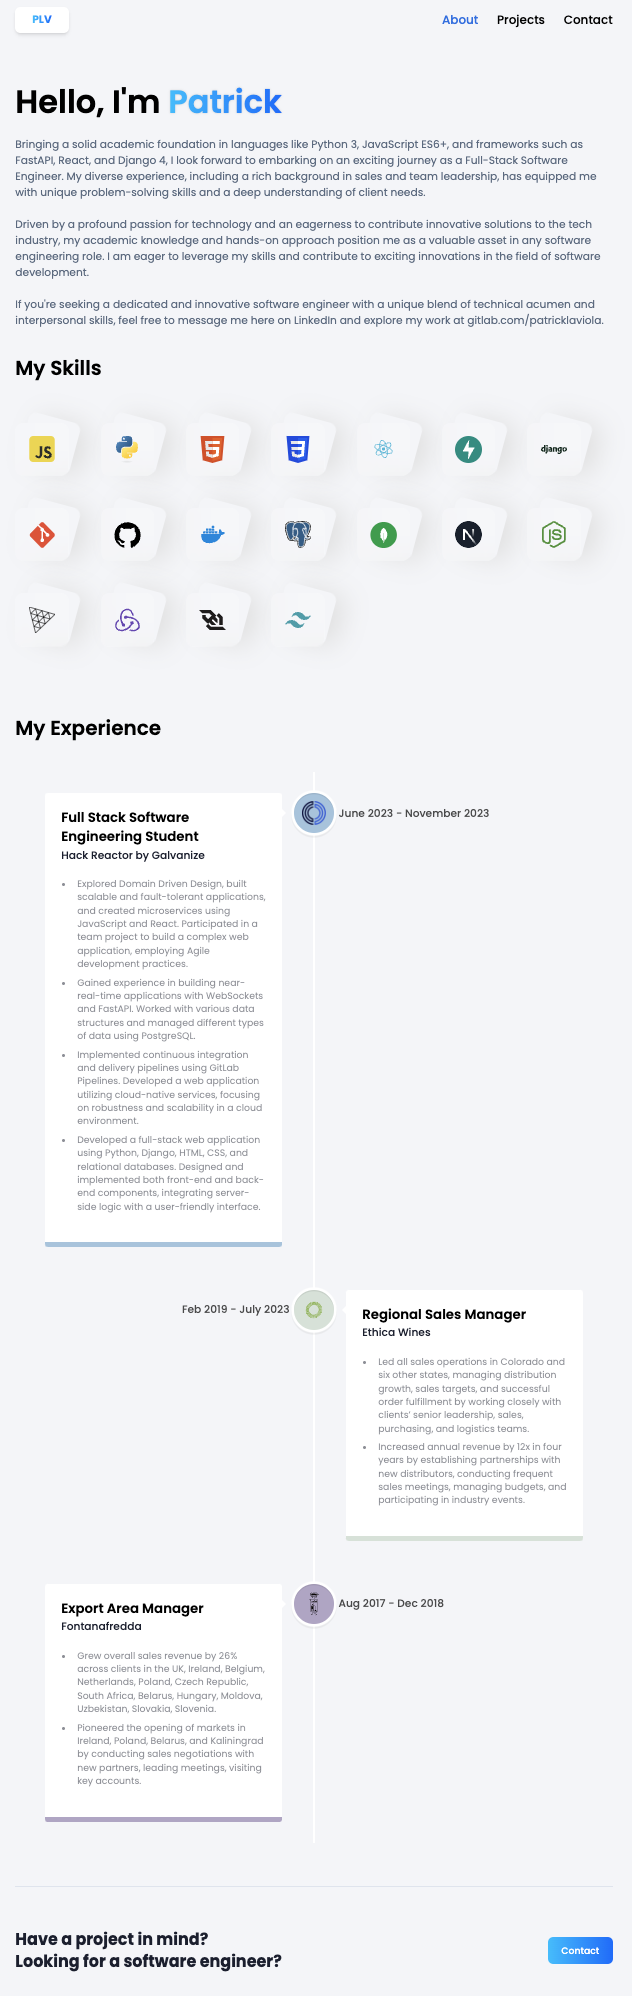 PLV
About Projects Contact
Hello, I'm Patrick
Bringing a solid academic foundation in languages like Python 3, JavaScript ES6+, and frameworks such as
FastAPI, React, and Django 4, I look forward to embarking on an exciting journey as a Full-Stack Software
Engineer. My diverse experience, including a rich background in sales and team leadership, has equipped me
with unique problem-solving skills and a deep understanding of client needs.
Driven by a profound passion for technology and an eagerness to contribute innovative solutions to the tech
industry, my academic knowledge and hands-on approach position me as a valuable asset in any software
engineering role. I am eager to leverage my skills and contribute to exciting innovations in the field of software
development.
If you're seeking a dedicated and innovative software engineer with a unique blend of technical acumen and
interpersonal skills, feel free to message me here on LinkedIn and explore my work at gitlab.com/patricklaviola.
My Skills
JS
django
My Experience
Full Stack Software
Engineering Student
Hack Reactor by Galvanize
June 2023 - November 2023
• Explored Domain Driven Design, built
scalable and fault-tolerant applications,
and created microservices using
JavaScript and React. Participated in a
team project to build a complex web
application, employing Agile
development practices.
• Gained experience in building near-
real-time applications with WebSockets
and FastAPI. Worked with various data
structures and managed different types
of data using PostgreSQL.
• Implemented continuous integration
and delivery pipelines using GitLab
Pipelines. Developed a web application
utilizing cloud-native services, focusing
on robustness and scalability in a cloud
environment.
• Developed a full-stack web application
using Python, Django, HTML, CSS, and
relational databases. Designed and
implemented both front-end and back-
end components, integrating server-
side logic with a user-friendly interface.
Feb 2019 - July 2023
Regional Sales Manager
Ethica Wines
• Led all sales operations in Colorado and
six other states, managing distribution
growth, sales targets, and successful
order fulfillment by working closely with
clients' senior leadership, sales,
purchasing, and logistics teams.
• Increased annual revenue by 12x in four
years by establishing partnerships with
new distributors, conducting frequent
sales meetings, managing budgets, and
participating in industry events.
Export Area Manager
Fontanafredda
Aug 2017 - Dec 2018
• Grew overall sales revenue by 26%
across clients in the UK, Ireland, Belgium,
Netherlands, Poland, Czech Republic,
South Africa, Belarus, Hungary, Moldova,
Uzbekistan, Slovakia, Slovenia.
• Pioneered the opening of markets in
Ireland, Poland, Belarus, and Kaliningrad
by conducting sales negotiations with
new partners, leading meetings, visiting
key accounts.
Have a project in mind?
Looking for a software engineer?
Contact